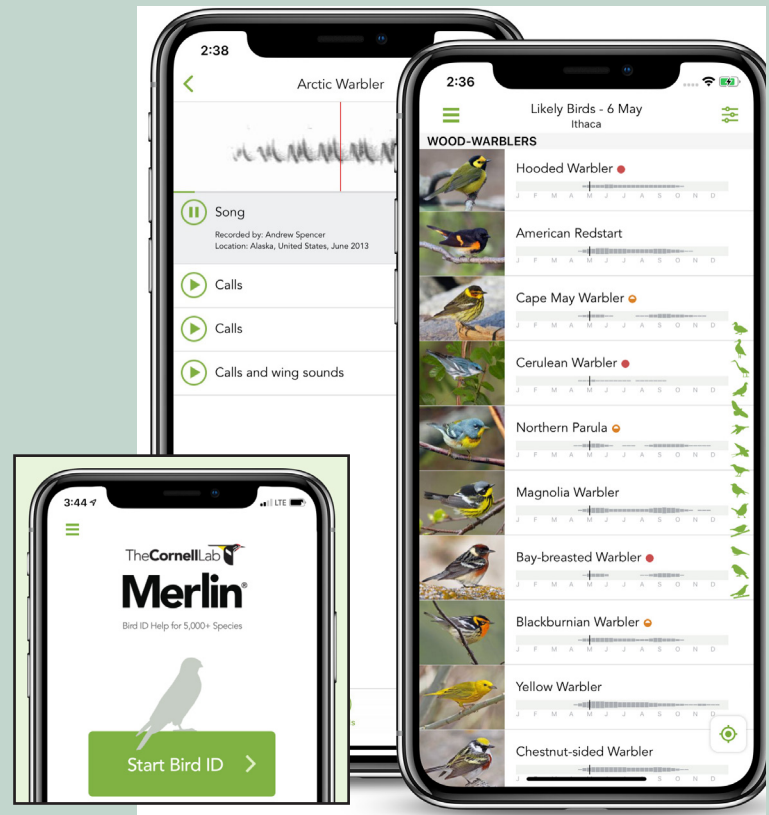 2:38
Arctic Warbler
Song
Recorded by: Andrew Spencer
Location: Alaska, United States, June 2013
Calls
Calls
Calls and wing sounds
2:36
Likely Birds - 6 May
Ithaca
WOOD-WARBLERS
Hooded Warbler
J F M A M J J A S O N D
American Redstart
J F M A M J J A S O N D
Cape May Warbler
J F M A M J J A S O N D
Cerulean Warbler
J F M A M J J A S O N D
Northern Parula
J F M A M J J A S O N D
Magnolia Warbler
J F M A M J J A S O N D
Bay-breasted Warbler
J F M A M J J A S O N D
Blackburnian Warbler
J F M A M J J A S O N D
Yellow Warbler
J F M A M J J A S O N
Chestnut-sided Warbler
S O N D
3:44
LTE
TheCornellLab
Merlin®
Bird ID Help for 5,000+ Species
Start Bird ID